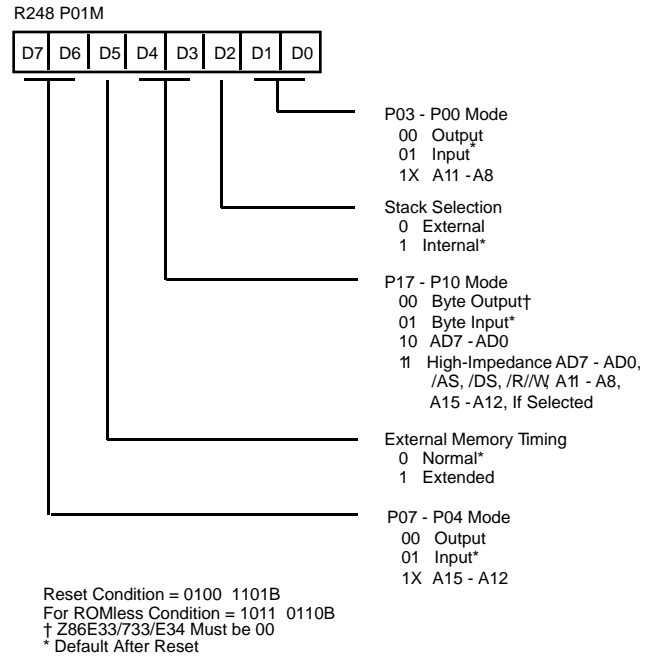 R248 P01M
D7 D6 D5 D4 D3 D2 D1 D0
P03 - P00 Mode
00 Output
01 Input*
1X A11 - A8
Stack Selection
0 External
1 Internal*
P17 - P10 Mode
00 Byte Output†
01 Byte Input*
10 AD7 - AD0
11 High-Impedance AD7 - AD0,
/AS, /DS, /R//W, A11 - A8,
A15 - A12, If Selected
External Memory Timing
0 Normal*
1 Extended
P07 - P04 Mode
00 Output
01 Input*
1X A15 - A12
Reset Condition = 0100 1101B
For ROMless Condition = 1011 0110B
† Z86E33/733/E34 Must be 00
* Default After Reset